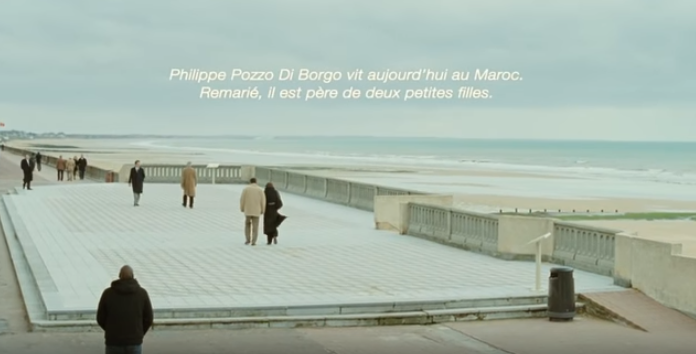 Philippe Pozzo Di Borgo vit aujourd'hui au Maroc.
Remarié, il est père de deux petites filles.